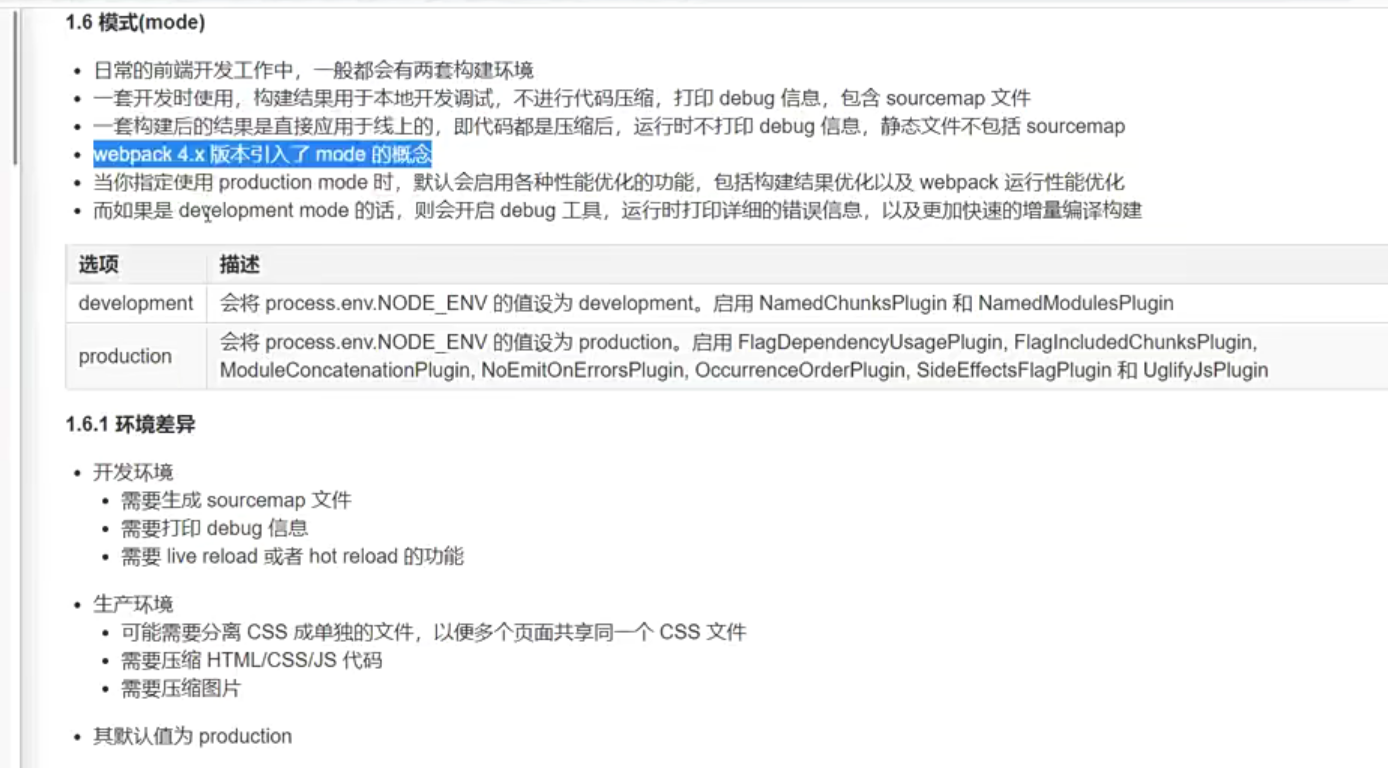 1.6 模式(mode)
日常的前端开发工作中，一般都会有两套构建环境
一套开发时使用，构建结果用于本地开发调试，不进行代码压缩，打印 debug 信息，包含 sourcemap 文件
一套构建后的结果是直接应用于线上的，即代码都是压缩后，运行时不打印 debug 信息，静态文件不包括 sourcemap
webpack 4.x 版本引入了 mode 的概念
当你指定使用 production mode 时，默认会启用各种性能优化的功能，包括构建结果优化以及 webpack 运行性能优化
而如果是 development mode 的话，则会开启 debug 工具，运行时打印详细的错误信息，以及更加快速的增量编译构建
选项 描述
development 会将 process.env.NODE_ENV 的值设为 development。启用 NamedChunksPlugin 和 NamedModulesPlugin
production 会将 process.env.NODE_ENV 的值设为 production。启用 FlagDependencyUsagePlugin, FlagIncludedChunksPlugin,
ModuleConcatenationPlugin, NoEmitOnErrorsPlugin, OccurrenceOrderPlugin, SideEffectsFlagPlugin 和 UglifyJsPlugin
1.6.1 环境差异
开发环境
需要生成 sourcemap 文件
需要打印 debug 信息
需要 live reload 或者 hot reload 的功能
生产环境
可能需要分离 CSS 成单独的文件，以便多个页面共享同一个 CSS 文件
需要压缩 HTML/CSS/JS 代码
需要压缩图片
其默认值为 production